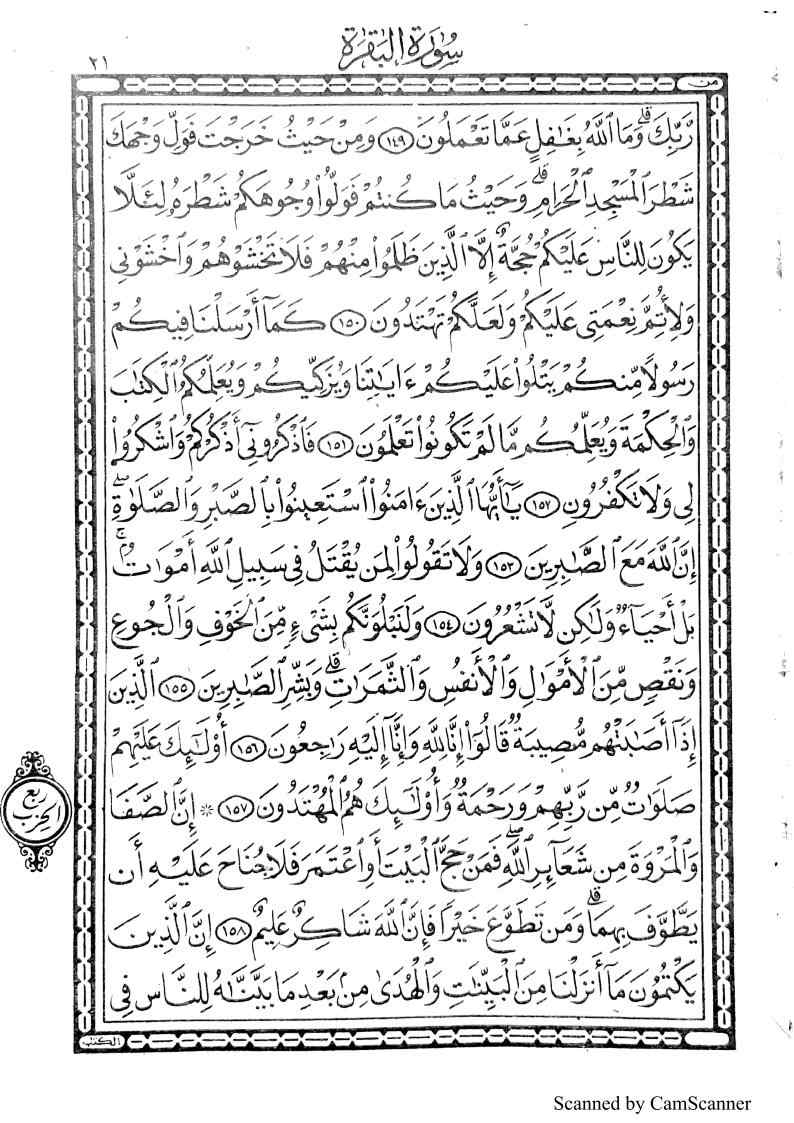 سُورَةُ البَقَرَةِ
٢١
مِن
رَّبِّكَ ۗ وَمَا ٱللَّهُ بِغَٰفِلٍ عَمَّا تَعْمَلُونَ ١٤٩ وَمِنْ حَيْثُ خَرَجْتَ فَوَلِّ وَجْهَكَ
شَطْرَ ٱلْمَسْجِدِ ٱلْحَرَامِ ۗ وَحَيْثُ مَا كُنتُمْ فَوَلُّوا۟ وُجُوهَكُمْ شَطْرَهُۥ لِئَلَّا
يَكُونَ لِلنَّاسِ عَلَيْكُمْ حُجَّةٌ إِلَّا ٱلَّذِينَ ظَلَمُوا۟ مِنْهُمْ فَلَا تَخْشَوْهُمْ وَٱخْشَوْنِى
وَلِأُتِمَّ نِعْمَتِى عَلَيْكُمْ وَلَعَلَّكُمْ تَهْتَدُونَ ١٥٠ كَمَآ أَرْسَلْنَا فِيكُمْ
رَسُولًا مِّنكُمْ يَتْلُوا۟ عَلَيْكُمْ ءَايَٰتِنَا وَيُزَكِّيكُمْ وَيُعَلِّمُكُمُ ٱلْكِتَٰبَ
وَٱلْحِكْمَةَ وَيُعَلِّمُكُم مَّا لَمْ تَكُونُوا۟ تَعْلَمُونَ ١٥١ فَٱذْكُرُونِىٓ أَذْكُرْكُمْ وَٱشْكُرُوا۟
لِى وَلَا تَكْفُرُونِ ١٥٢ يَٰٓأَيُّهَا ٱلَّذِينَ ءَامَنُوا۟ ٱسْتَعِينُوا۟ بِٱلصَّبْرِ وَٱلصَّلَوٰةِ ۚ
إِنَّ ٱللَّهَ مَعَ ٱلصَّٰبِرِينَ ١٥٣ وَلَا تَقُولُوا۟ لِمَن يُقْتَلُ فِى سَبِيلِ ٱللَّهِ أَمْوَٰتٌۢ ۚ
بَلْ أَحْيَآءٌ وَلَٰكِن لَّا تَشْعُرُونَ ١٥٤ وَلَنَبْلُوَنَّكُم بِشَىْءٍ مِّنَ ٱلْخَوْفِ وَٱلْجُوعِ
وَنَقْصٍ مِّنَ ٱلْأَمْوَٰلِ وَٱلْأَنفُسِ وَٱلثَّمَرَٰتِ ۗ وَبَشِّرِ ٱلصَّٰبِرِينَ ١٥٥ ٱلَّذِينَ
إِذَآ أَصَٰبَتْهُم مُّصِيبَةٌ قَالُوٓا۟ إِنَّا لِلَّهِ وَإِنَّآ إِلَيْهِ رَٰجِعُونَ ١٥٦ أُو۟لَٰٓئِكَ عَلَيْهِمْ
صَلَوَٰتٌ مِّن رَّبِّهِمْ وَرَحْمَةٌ وَأُو۟لَٰٓئِكَ هُمُ ٱلْمُهْتَدُونَ ١٥٧ * إِنَّ ٱلصَّفَا
وَٱلْمَرْوَةَ مِن شَعَآئِرِ ٱللَّهِ ۖ فَمَنْ حَجَّ ٱلْبَيْتَ أَوِ ٱعْتَمَرَ فَلَا جُنَاحَ عَلَيْهِ أَن
يَطَّوَّفَ بِهِمَا ۗ وَمَن تَطَوَّعَ خَيْرًا فَإِنَّ ٱللَّهَ شَاكِرٌ عَلِيمٌ ١٥٨ إِنَّ ٱلَّذِينَ
يَكْتُمُونَ مَآ أَنزَلْنَا مِنَ ٱلْبَيِّنَٰتِ وَٱلْهُدَىٰ مِنۢ بَعْدِ مَا بَيَّنَّٰهُ لِلنَّاسِ فِى
ربع
الحزب
الكتب
Scanned by CamScanner